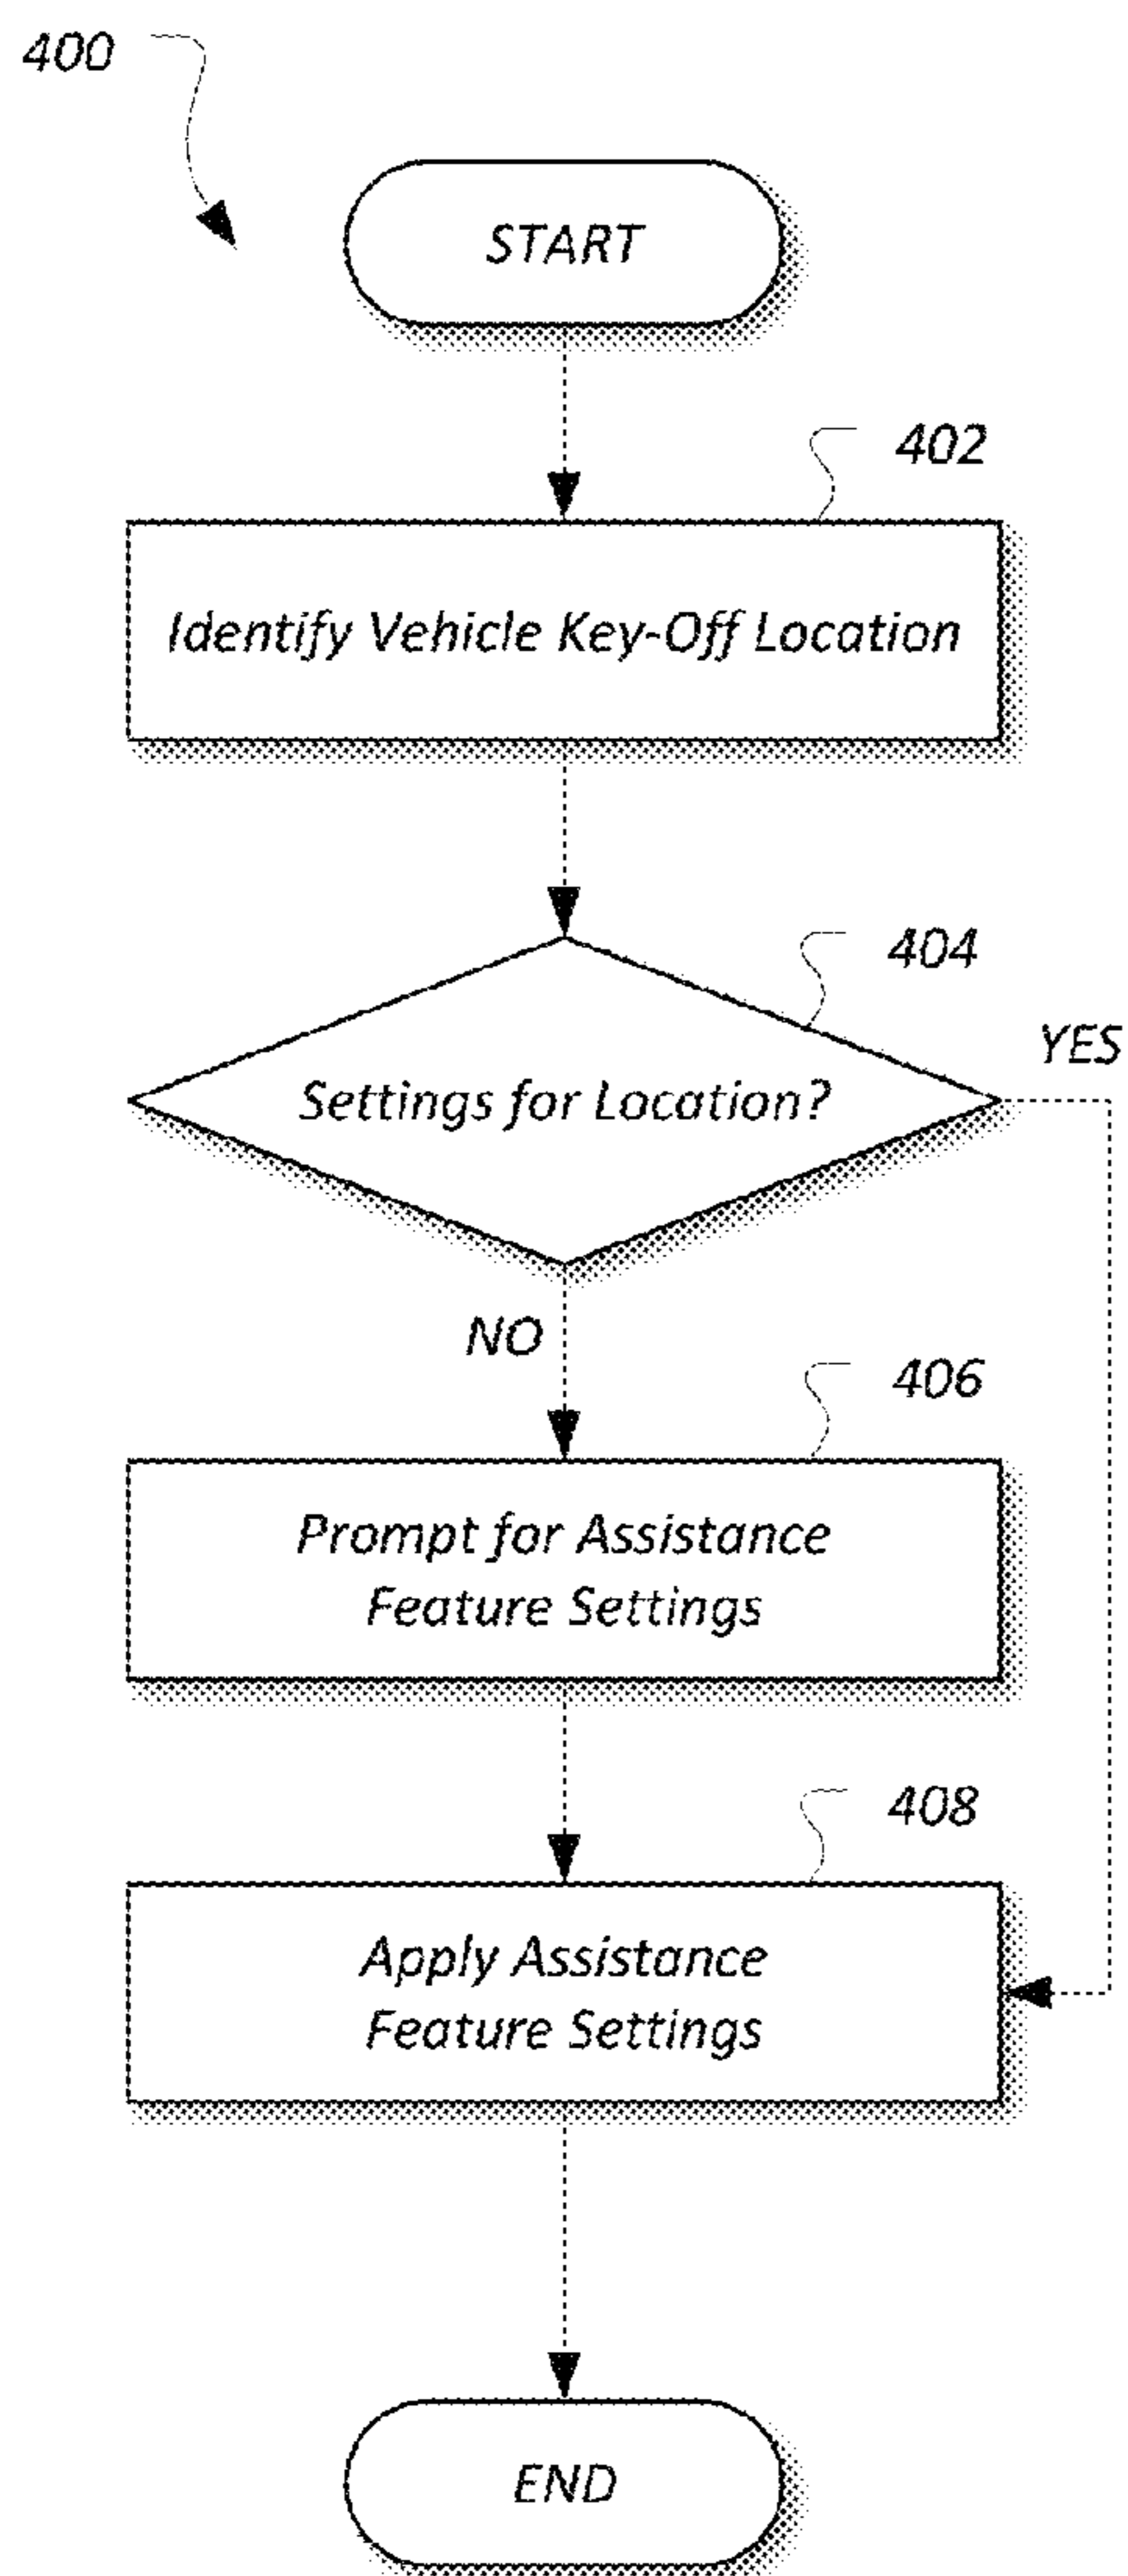 400
START
402
Identify Vehicle Key-Off Location
404
YES
Settings for Location?
NO
406
Prompt for Assistance
Feature Settings
408
Apply Assistance
Feature Settings
END